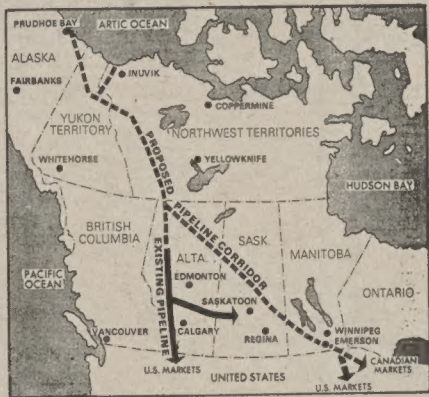 PRUDHOE BAY
ARTIC OCEAN
ALASKA
INUVIK
FAIRBANKS
COPPERMINE
YUKON
TERRITORY
NORTHWEST TERRITORIES
PROPOSED PIPELINE CORRIDOR
WHITEHORSE
YELLOWKNIFE
HUDSON BAY
BRITISH
COLUMBIA
EXISTING PIPELINE
ALTA.
SASK.
MANITOBA
PACIFIC
OCEAN
EDMONTON
SASKATOON
ONTARIO
VANCOUVER
CALGARY
REGINA
WINNIPEG
EMERSON
U.S. MARKETS
UNITED STATES
CANADIAN
MARKETS
U.S. MARKETS